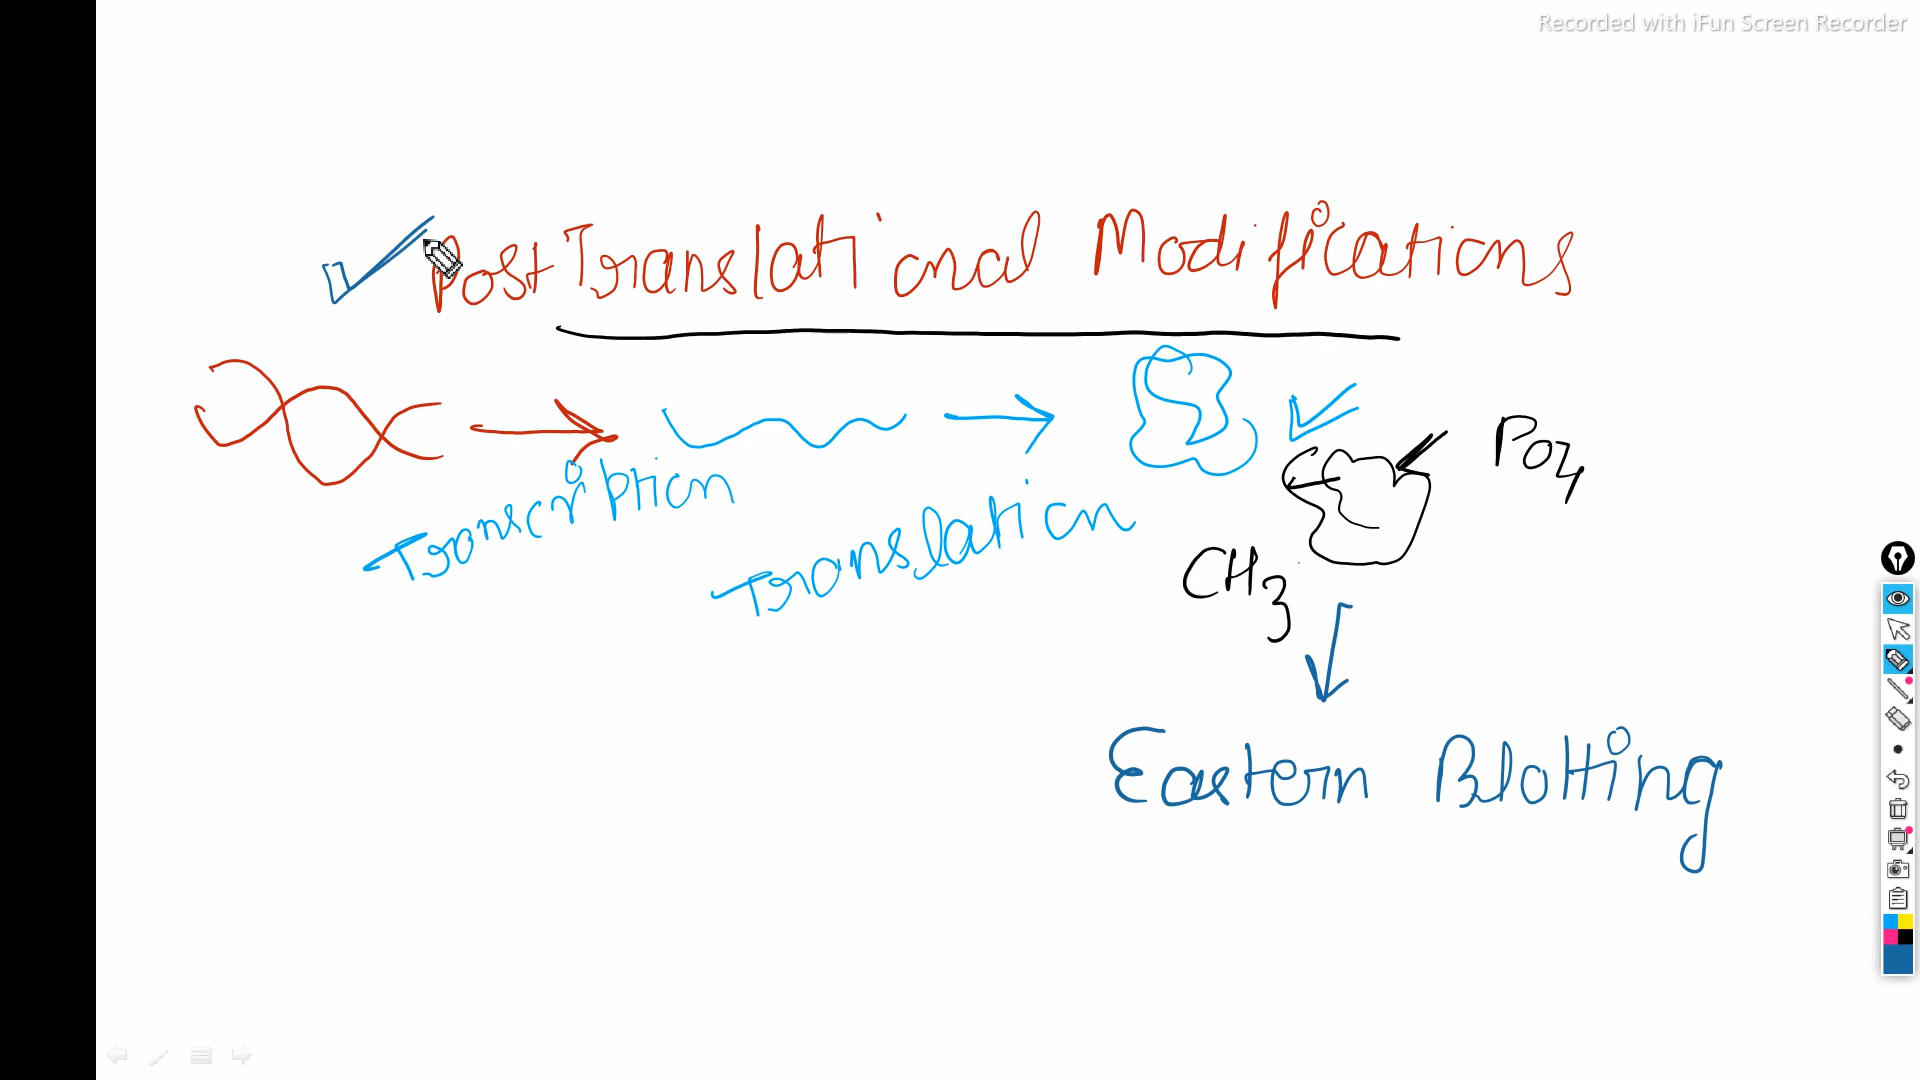 Recorded with iFun Screen Recorder
Post Translational Modifications
Transcription
Translation
PO4
CH3
Eastern Blotting